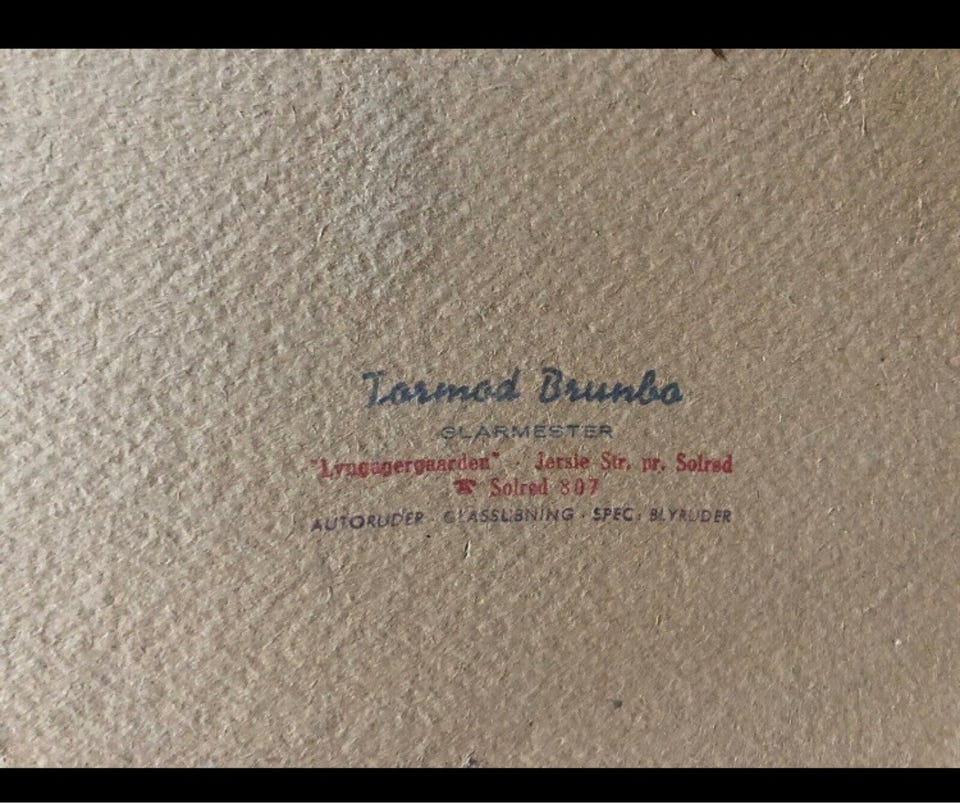 Tormod Brunbo
GLARMESTER
"Lyngagergaarden" - Jersie Str. pr. Solrød
☎ Solrød 807
AUTORUDER - GLASSLIBNING - SPEC. BLYRUDER